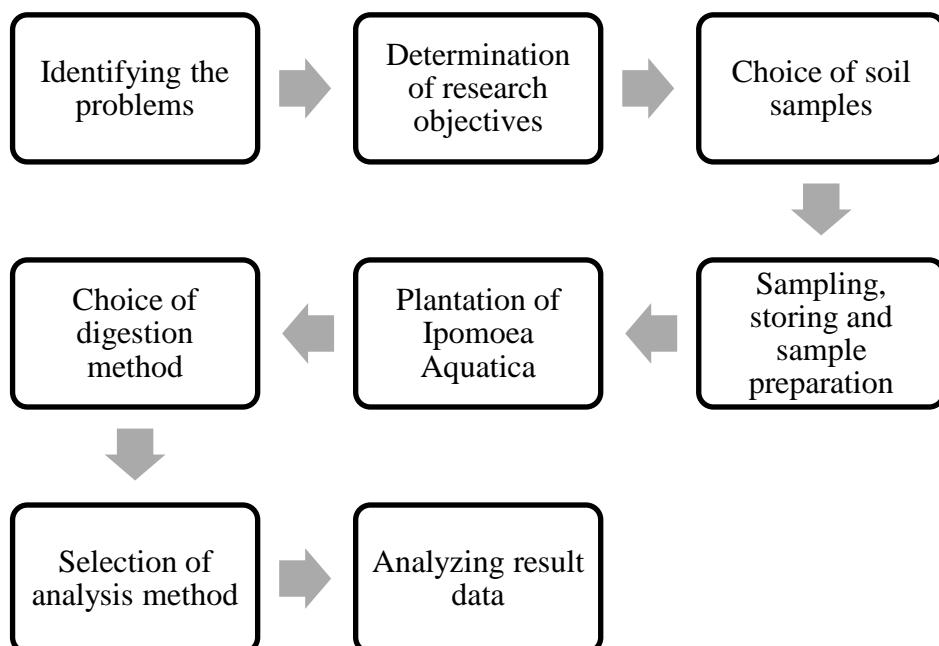 Identifying the
problems
Determination
of research
objectives
Choice of soil
samples
Sampling,
storing and
sample
preparation
Plantation of
Ipomoea
Aquatica
Choice of
digestion
method
Selection of
analysis method
Analyzing result
data